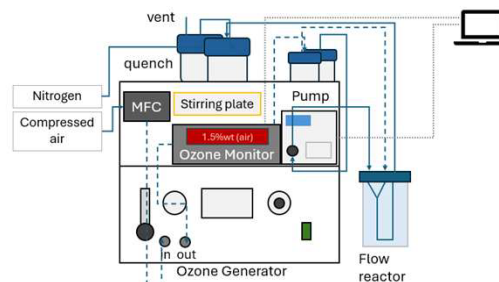 vent
quench
Nitrogen
Compressed
air
MFC
Stirring plate
Pump
1.5%wt (air)
Ozone Monitor
in out
Ozone Generator
Flow
reactor